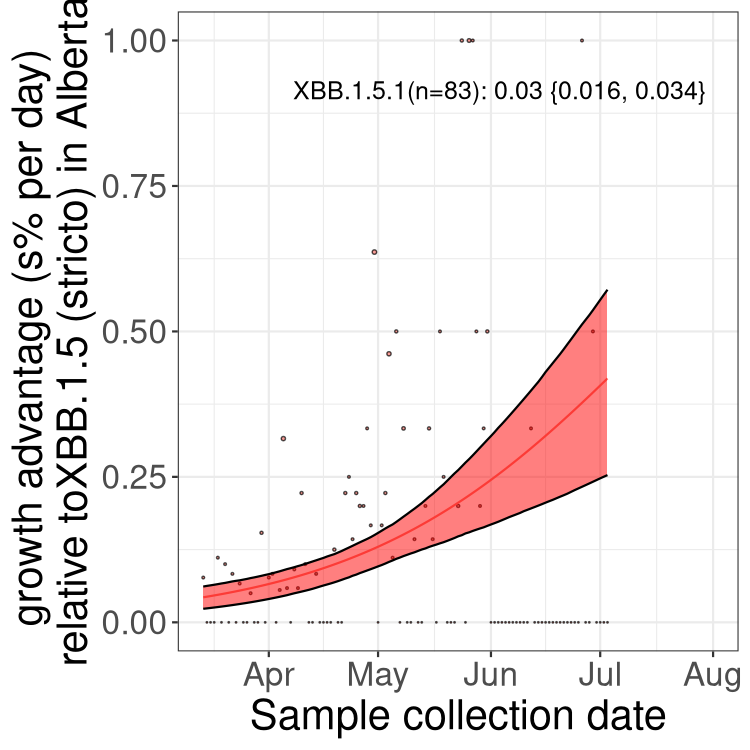 growth advantage (s% per day)
relative toXBB.1.5 (stricto) in Alberta
1.00
XBB.1.5.1(n=83): 0.03 {0.016, 0.034}
0.75
0.50
0.25
0.00
Apr May Jun Jul Aug
Sample collection date